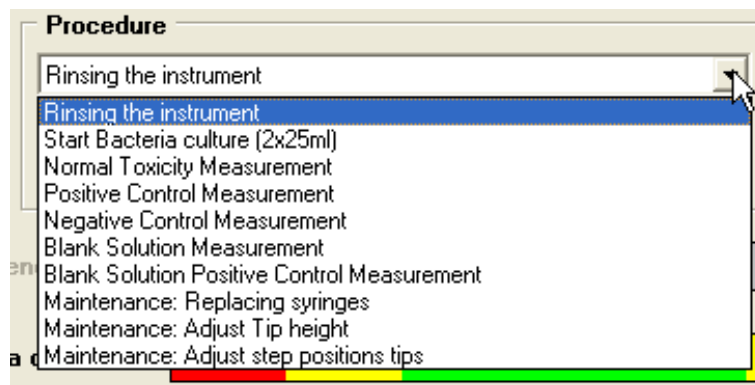 Procedure
Rinsing the instrument
Rinsing the instrument
Start Bacteria culture (2x25ml)
Normal Toxicity Measurement
Positive Control Measurement
Negative Control Measurement
Blank Solution Measurement
Blank Solution Positive Control Measurement
Maintenance: Replacing syringes
Maintenance: Adjust Tip height
Maintenance: Adjust step positions tips